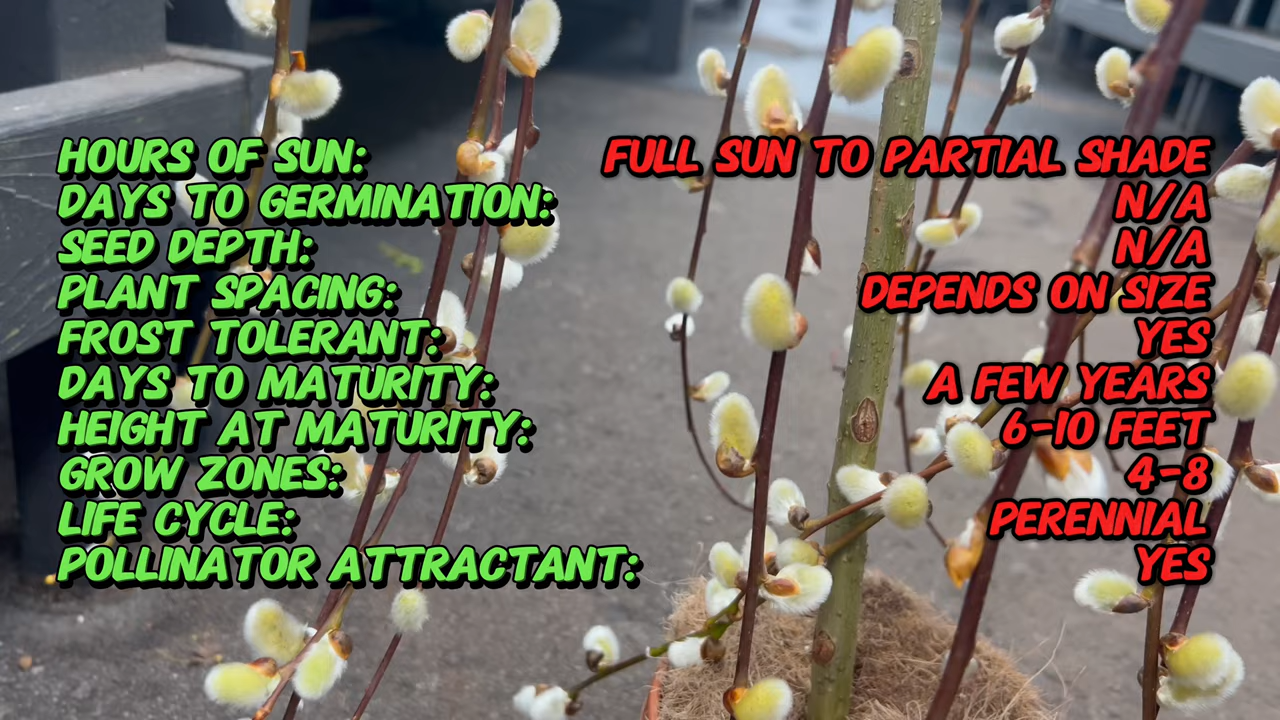 HOURS OF SUN: FULL SUN TO PARTIAL SHADE
DAYS TO GERMINATION: N/A
SEED DEPTH: N/A
PLANT SPACING: DEPENDS ON SIZE
FROST TOLERANT: YES
DAYS TO MATURITY: A FEW YEARS
HEIGHT AT MATURITY: 6-10 FEET
GROW ZONES: 4-8
LIFE CYCLE: PERENNIAL
POLLINATOR ATTRACTANT: YES